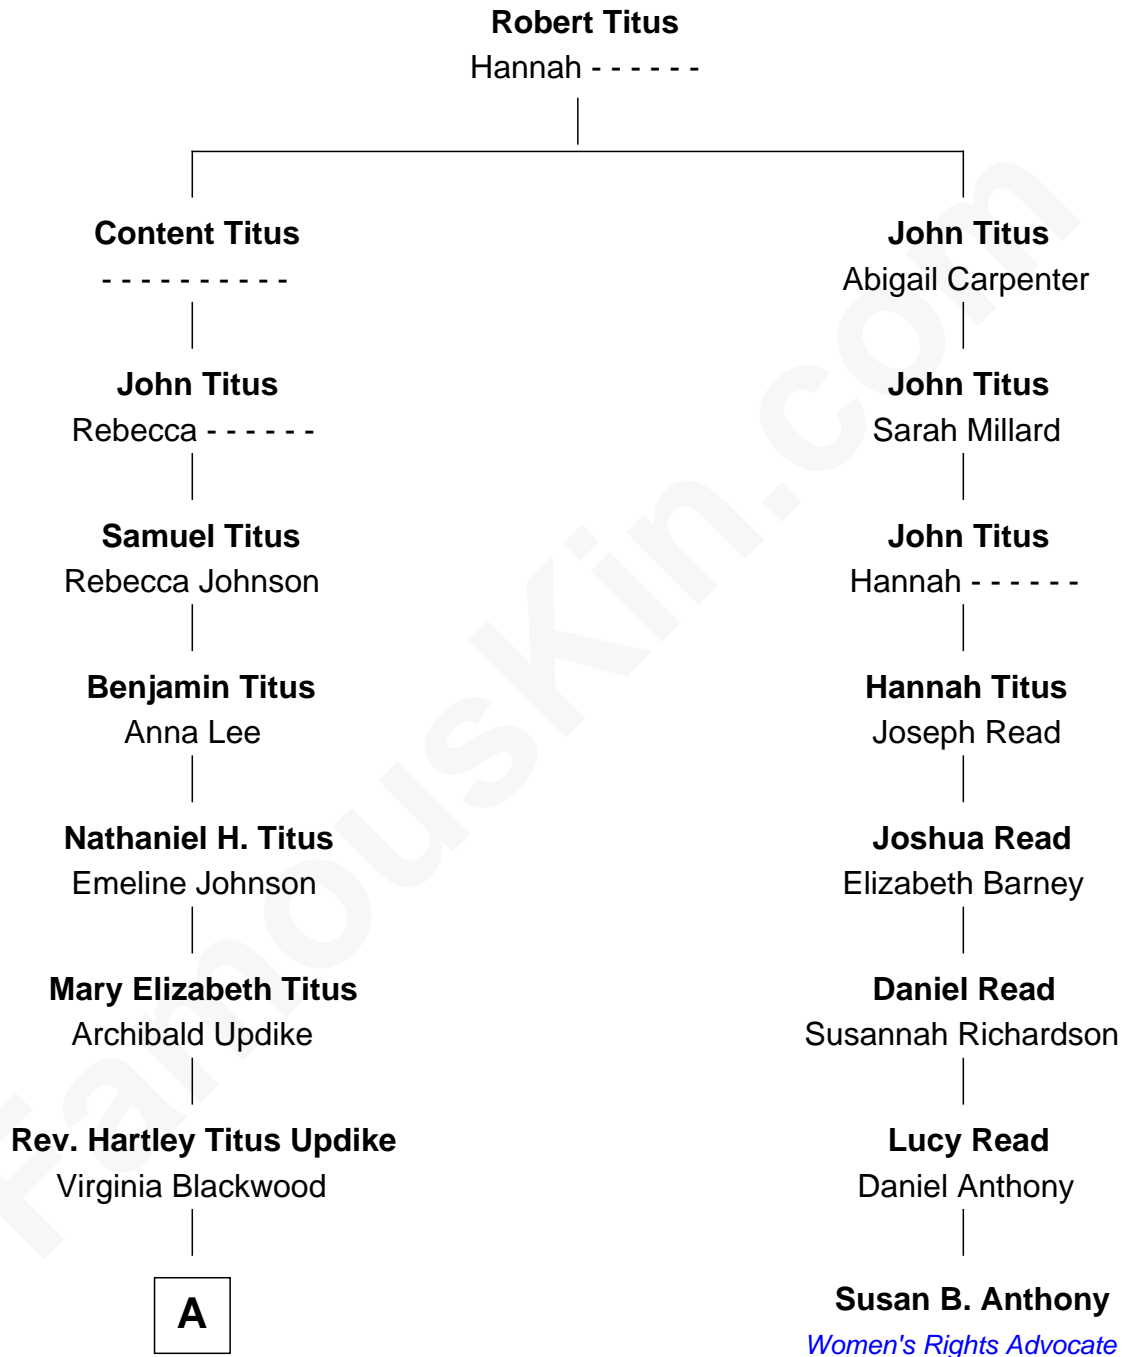 Robert Titus
Hannah - - - - - -
Content Titus
- - - - - - - - - -
John Titus
Rebecca - - - - - -
Samuel Titus
Rebecca Johnson
Benjamin Titus
Anna Lee
Nathaniel H. Titus
Emeline Johnson
Mary Elizabeth Titus
Archibald Updike
Rev. Hartley Titus Updike
Virginia Blackwood
A
John Titus
Abigail Carpenter
John Titus
Sarah Millard
John Titus
Hannah - - - - - -
Hannah Titus
Joseph Read
Joshua Read
Elizabeth Barney
Daniel Read
Susannah Richardson
Lucy Read
Daniel Anthony
Susan B. Anthony
Women's Rights Advocate
FamousKin.com